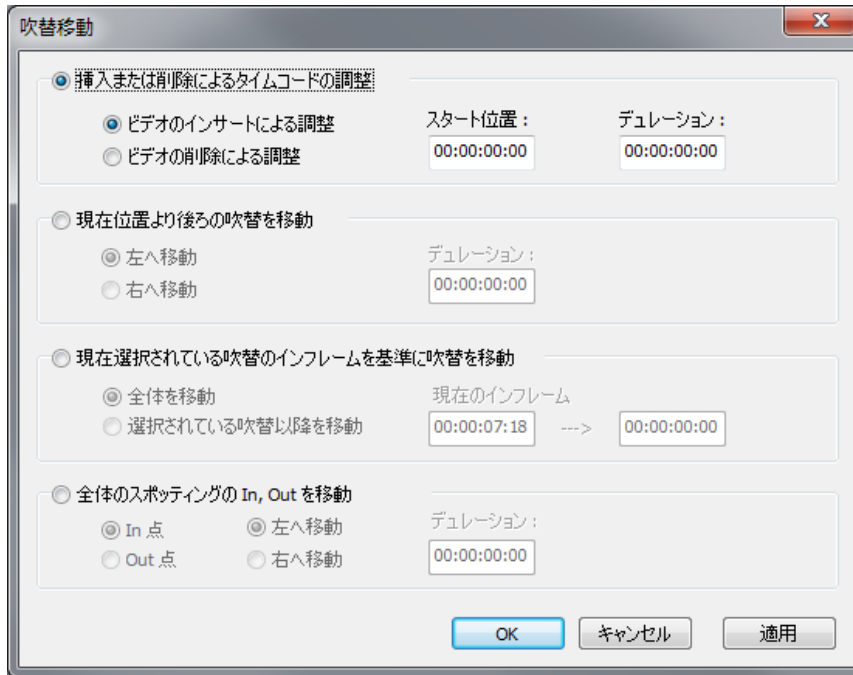 吹替移動
挿入または削除によるタイムコードの調整
ビデオのインサートによる調整
スタート位置 :
デュレーション :
ビデオの削除による調整
00:00:00:00
00:00:00:00
現在位置より後ろの吹替を移動
左へ移動
デュレーション :
右へ移動
00:00:00:00
現在選択されている吹替のインフレームを基準に吹替を移動
全体を移動
現在のインフレーム
選択されている吹替以降を移動
00:00:07:18 ---> 00:00:00:00
全体のスポッティングの In, Out を移動
In 点
左へ移動
デュレーション :
Out 点
右へ移動
00:00:00:00
OK
キャンセル
適用